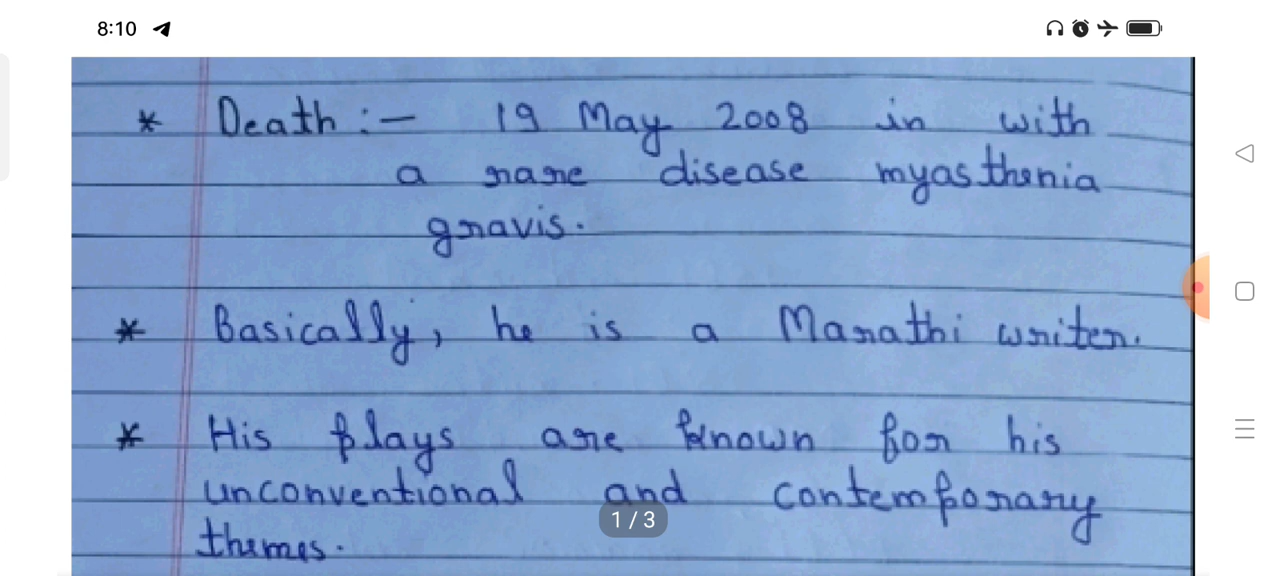 8:10
* Death :- 19 May 2008 in with
a rare disease myasthenia
gravis.
* Basically, he is a Marathi writer.
* His plays are known for his
unconventional and contemporary
1 / 3
themes.